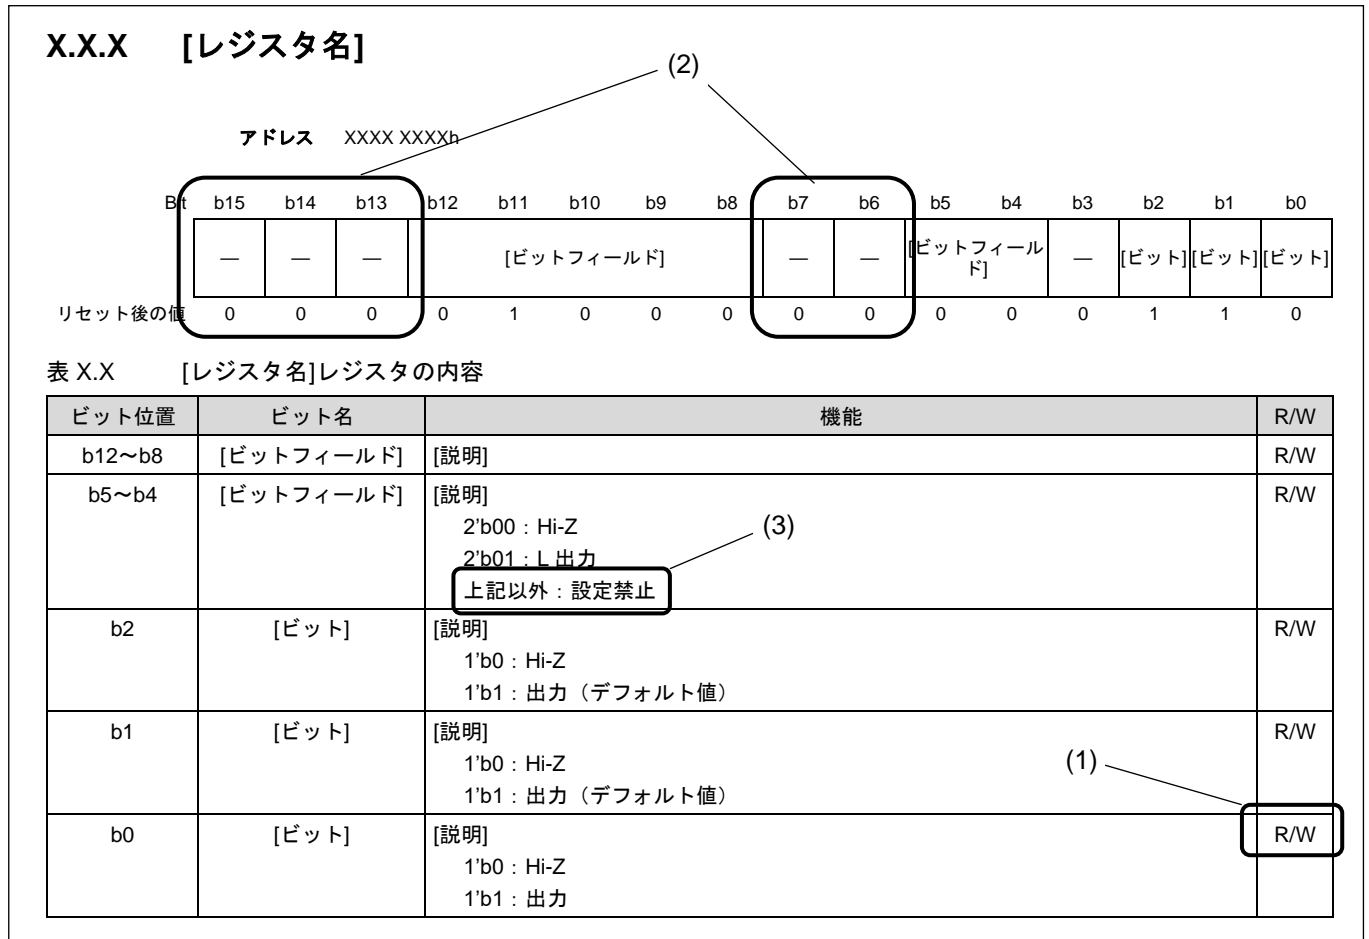 X.X.X [レジスタ名]
(2)
アドレス XXXX XXXXh
Bit b15 b14 b13 b12 b11 b10 b9 b8 b7 b6 b5 b4 b3 b2 b1 b0
— — — [ビットフィールド] — — [ビットフィール — [ビット] [ビット] [ビット]
ド]
リセット後の値 0 0 0 0 1 0 0 0 0 0 0 0 0 1 1 0
表 X.X [レジスタ名]レジスタの内容
ビット位置 ビット名 機能 R/W
b12～b8 [ビットフィールド] [説明] R/W
b5～b4 [ビットフィールド] [説明] R/W
2’b00：Hi-Z
(3)
2’b01：L 出力
上記以外：設定禁止
b2 [ビット] [説明] R/W
1’b0：Hi-Z
1’b1：出力（デフォルト値）
b1 [ビット] [説明] R/W
1’b0：Hi-Z
(1)
1’b1：出力（デフォルト値）
b0 [ビット] [説明] R/W
1’b0：Hi-Z
1’b1：出力